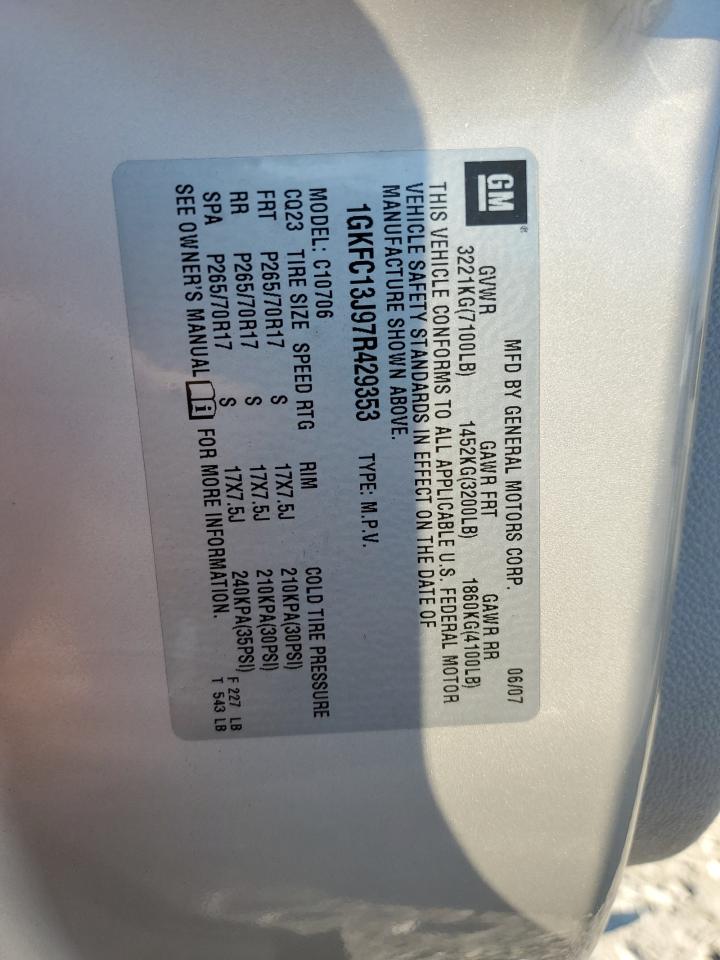 GM®
MFD BY GENERAL MOTORS CORP. 06/07
GVWR GAWR FRT GAWR RR
3221KG(7100LB) 1452KG(3200LB) 1860KG(4100LB)
THIS VEHICLE CONFORMS TO ALL APPLICABLE U.S. FEDERAL MOTOR
VEHICLE SAFETY STANDARDS IN EFFECT ON THE DATE OF
MANUFACTURE SHOWN ABOVE.
1GKFC13J97R429353 TYPE: M.P.V.
MODEL: C10706
CQ23 TIRE SIZE SPEED RTG RIM COLD TIRE PRESSURE
FRT P265/70R17 S 17X7.5J 210KPA(30PSI)
RR P265/70R17 S 17X7.5J 210KPA(30PSI)
SPA P265/70R17 S 17X7.5J 240KPA(35PSI) F 227 LB
SEE OWNER'S MANUAL FOR MORE INFORMATION. T 543 LB